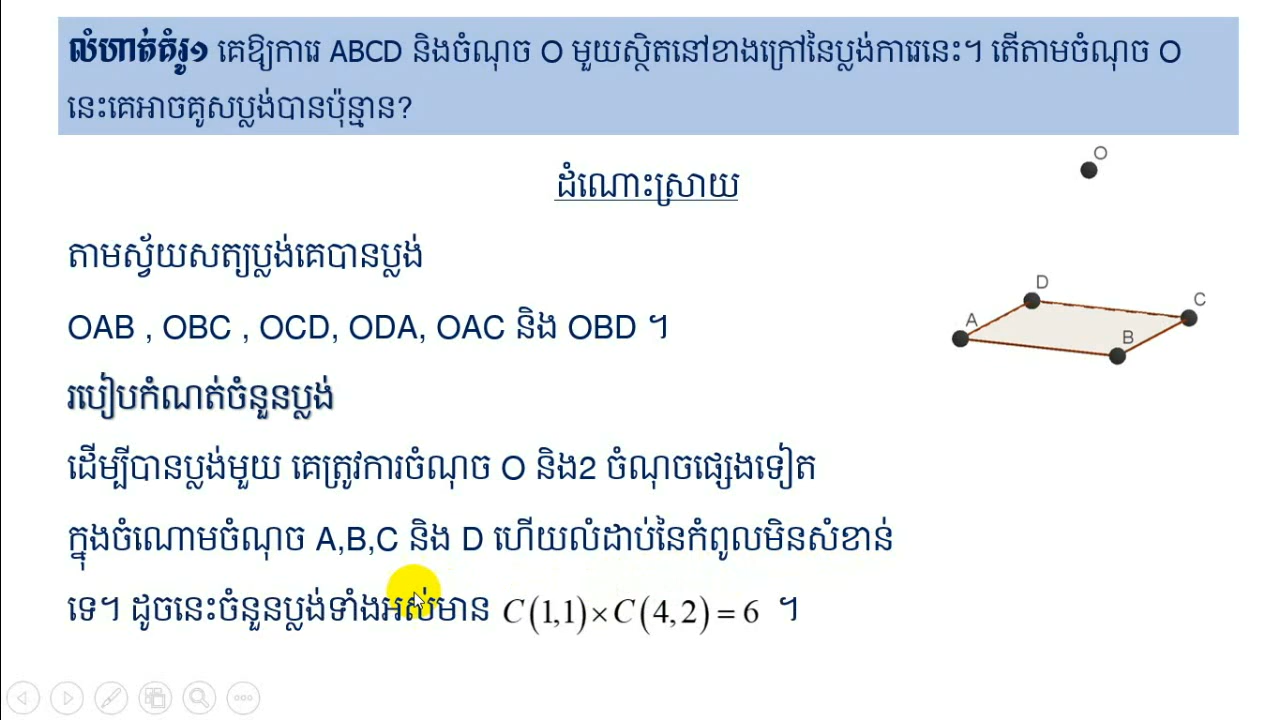 លំហាត់គំរូ១ គេឱ្យការេ ABCD និងចំណុច O មួយស្ថិតនៅខាងក្រៅនៃប្លង់ការេនេះ។ តើតាមចំណុច O
នេះគេអាចគូសប្លង់បានប៉ុន្មាន?
ដំណោះស្រាយ
តាមស្វ័យសត្យប្លង់គេបានប្លង់
OAB , OBC , OCD, ODA, OAC និង OBD ។
របៀបកំណត់ចំនួនប្លង់
ដើម្បីបានប្លង់មួយ គេត្រូវការចំណុច O និង2 ចំណុចផ្សេងទៀត
ក្នុងចំណោមចំណុច A,B,C និង D ហើយលំដាប់នៃកំពូលមិនសំខាន់
ទេ។ ដូចនេះចំនួនប្លង់ទាំងអស់មាន C(1,1)×C(4,2)=6 ។
O
D
C
A
B